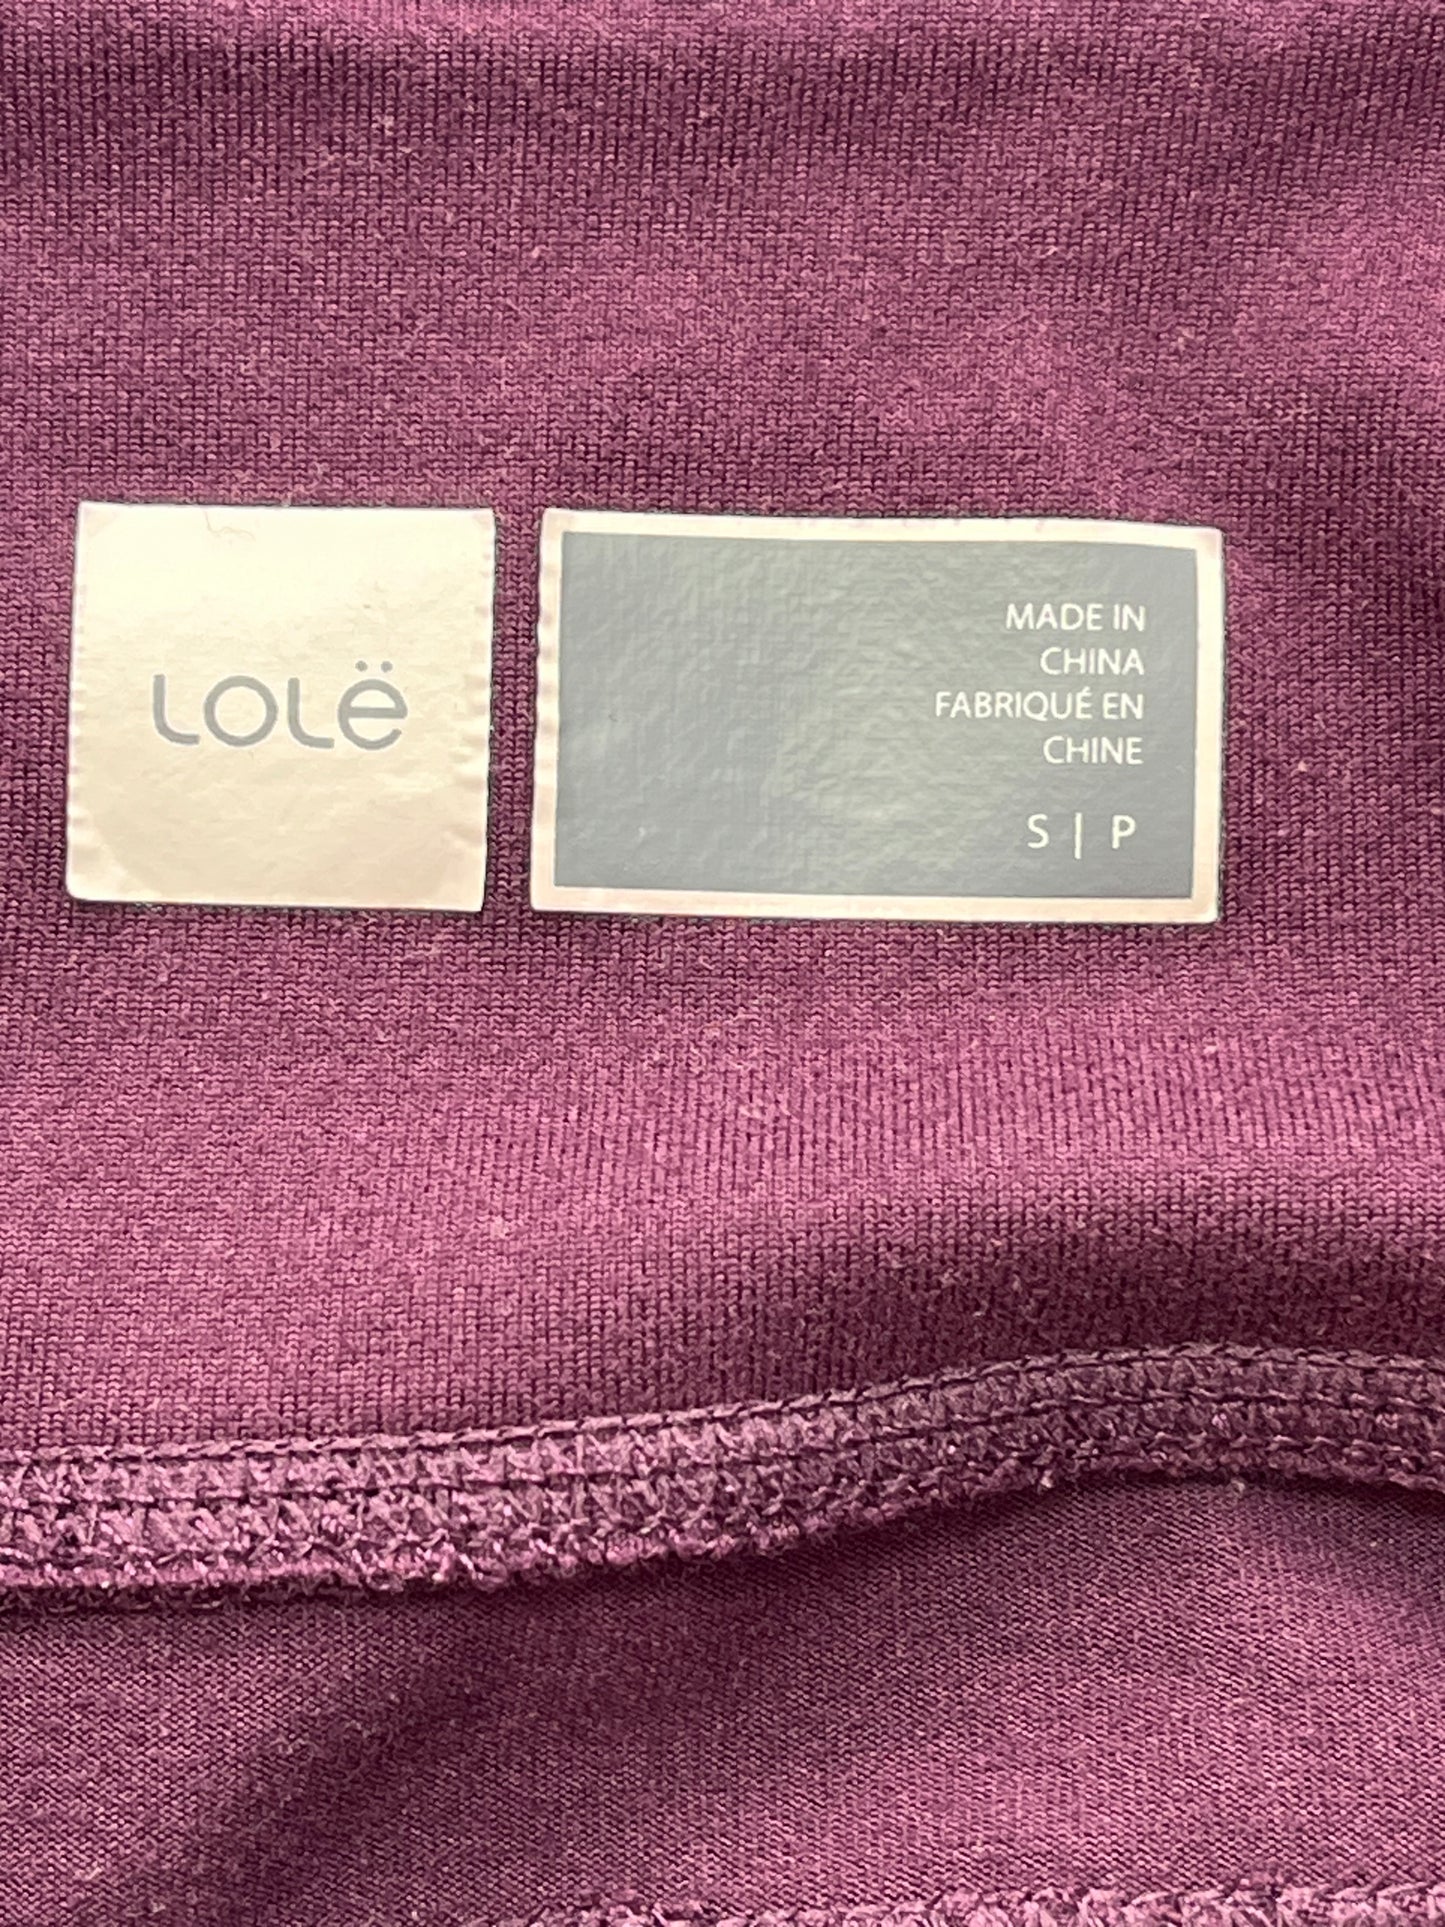 Lolë
MADE IN
CHINA
FABRIQUÉ EN
CHINE
S | P